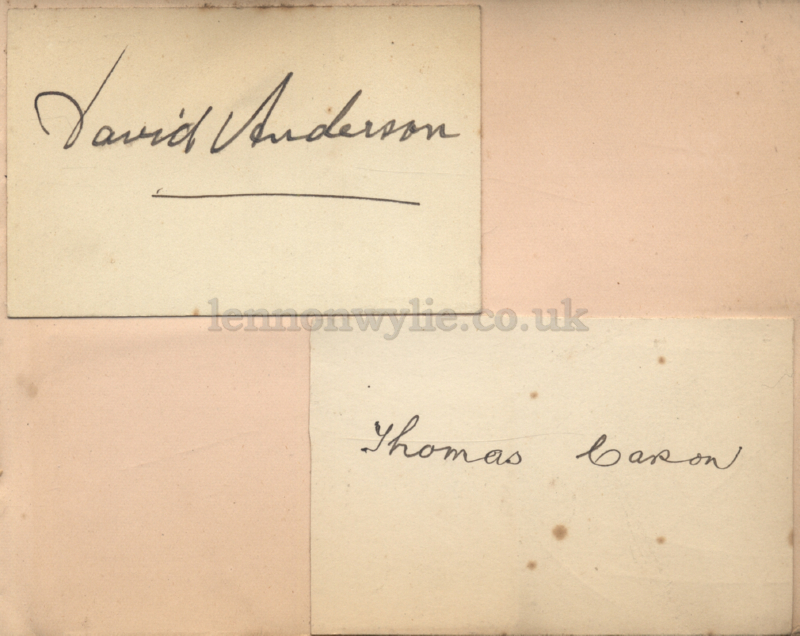 David Anderson
lennonwylie.co.uk
Thomas Carson